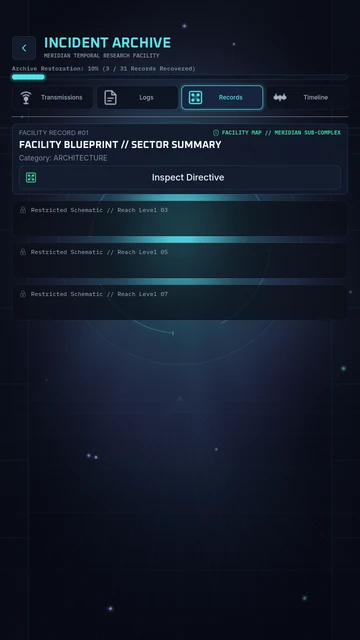 INCIDENT ARCHIVE
MERIDIAN TEMPORAL RESEARCH FACILITY
Archive Restoration: 10% (3 / 31 Records Recovered)
Transmissions
Logs
Records
Timeline
FACILITY RECORD #01
FACILITY MAP // MERIDIAN SUB-COMPLEX
FACILITY BLUEPRINT // SECTOR SUMMARY
Category: ARCHITECTURE
Inspect Directive
Restricted Schematic // Reach Level 03
Restricted Schematic // Reach Level 05
Restricted Schematic // Reach Level 07